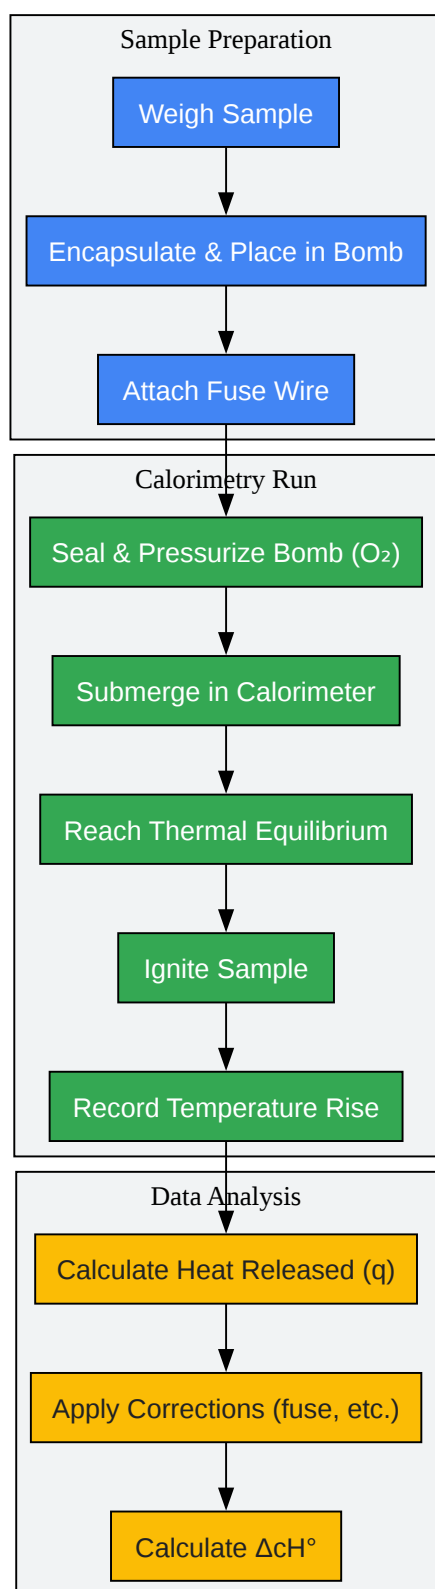 Sample Preparation
Weigh Sample
Encapsulate & Place in Bomb
Attach Fuse Wire
Calorimetry Run
Seal & Pressurize Bomb (O₂)
Submerge in Calorimeter
Reach Thermal Equilibrium
Ignite Sample
Record Temperature Rise
Data Analysis
Calculate Heat Released (q)
Apply Corrections (fuse, etc.)
Calculate ΔcH°